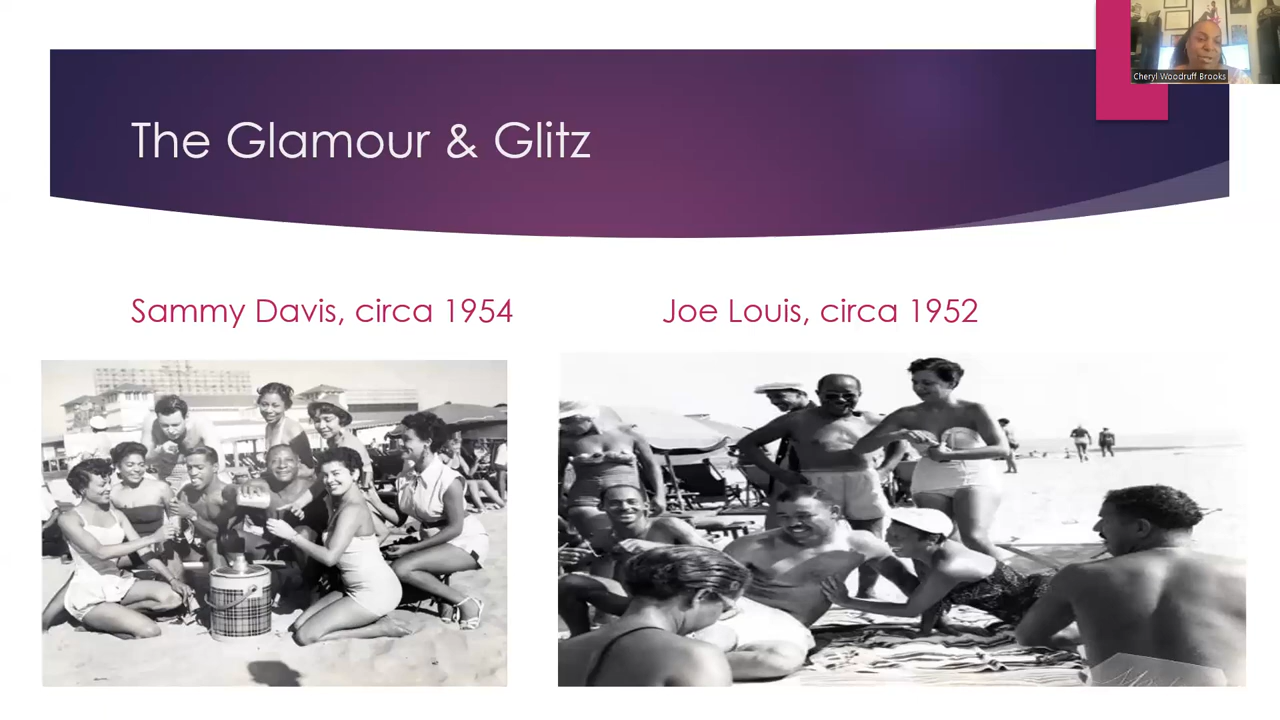 Cheryl Woodruff Brooks
The Glamour & Glitz
Sammy Davis, circa 1954
Joe Louis, circa 1952